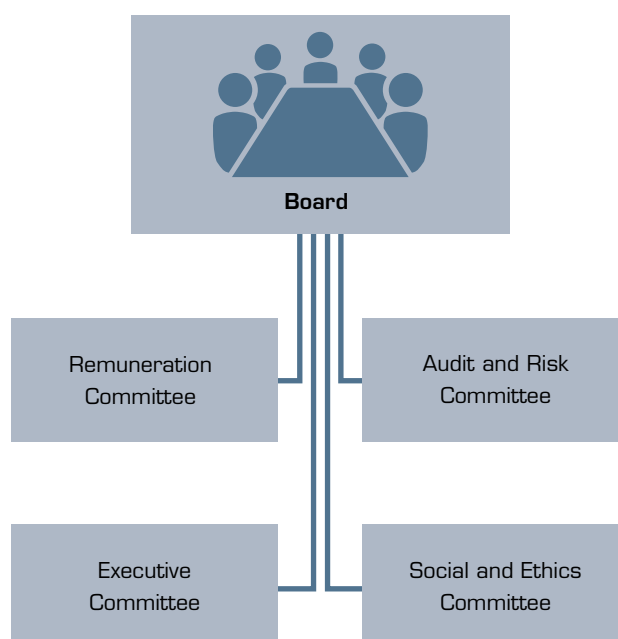 Board
Remuneration
Committee
Audit and Risk
Committee
Executive
Committee
Social and Ethics
Committee